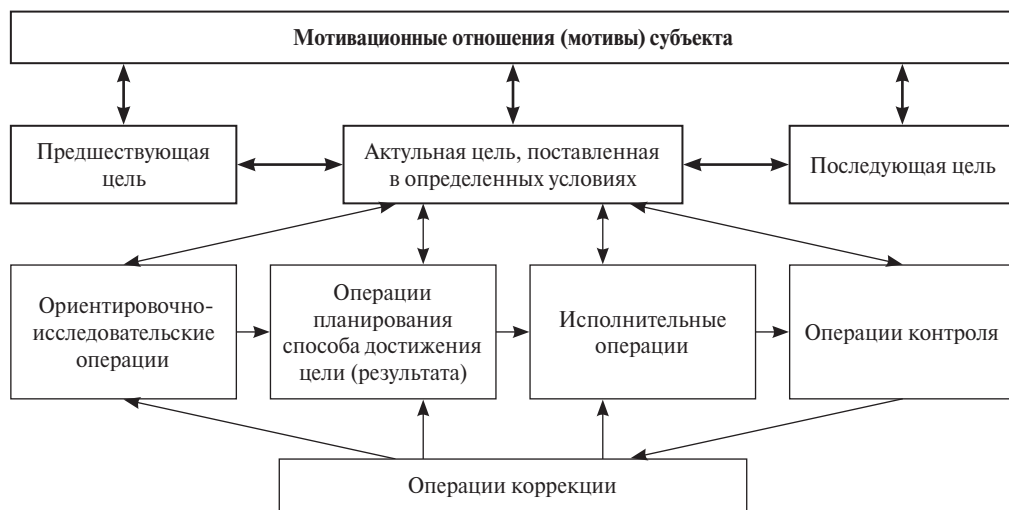 Мотивационные отношения (мотивы) субъекта
Предшествующая
цель
Актульная цель, поставленная
в определенных условиях
Последующая цель
Ориентировочно-
исследовательские
операции
Операции
планирования
способа достижения
цели (результата)
Исполнительные
операции
Операции контроля
Операции коррекции